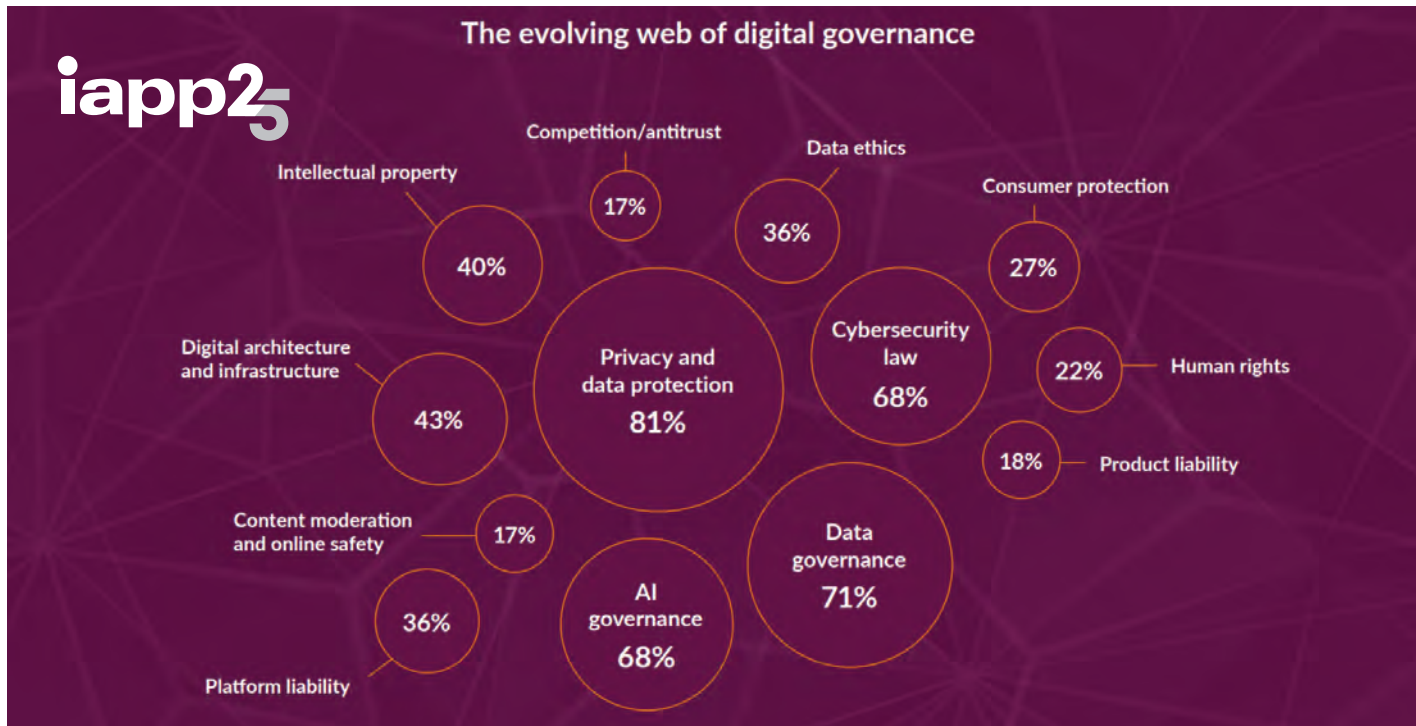 The evolving web of digital governance
iapp25
Competition/antitrust
17%
Data ethics
36%
Intellectual property
40%
Consumer protection
27%
Digital architecture
and infrastructure
43%
Privacy and
data protection
81%
Cybersecurity
law
68%
22%
Human rights
18%
Product liability
Content moderation
and online safety
17%
Data
governance
71%
AI
governance
68%
36%
Platform liability